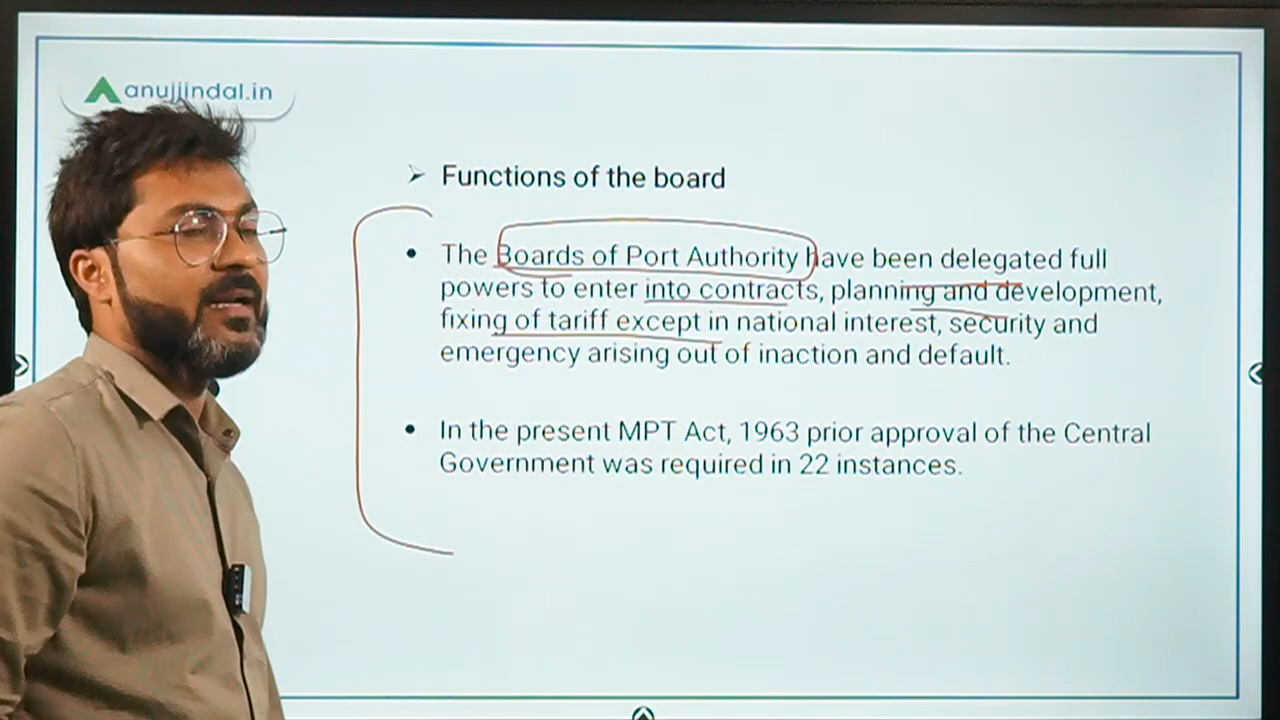 anujjindal.in
➢ Functions of the board
• The Boards of Port Authority have been delegated full
powers to enter into contracts, planning and development,
fixing of tariff except in national interest, security and
emergency arising out of inaction and default.
• In the present MPT Act, 1963 prior approval of the Central
Government was required in 22 instances.